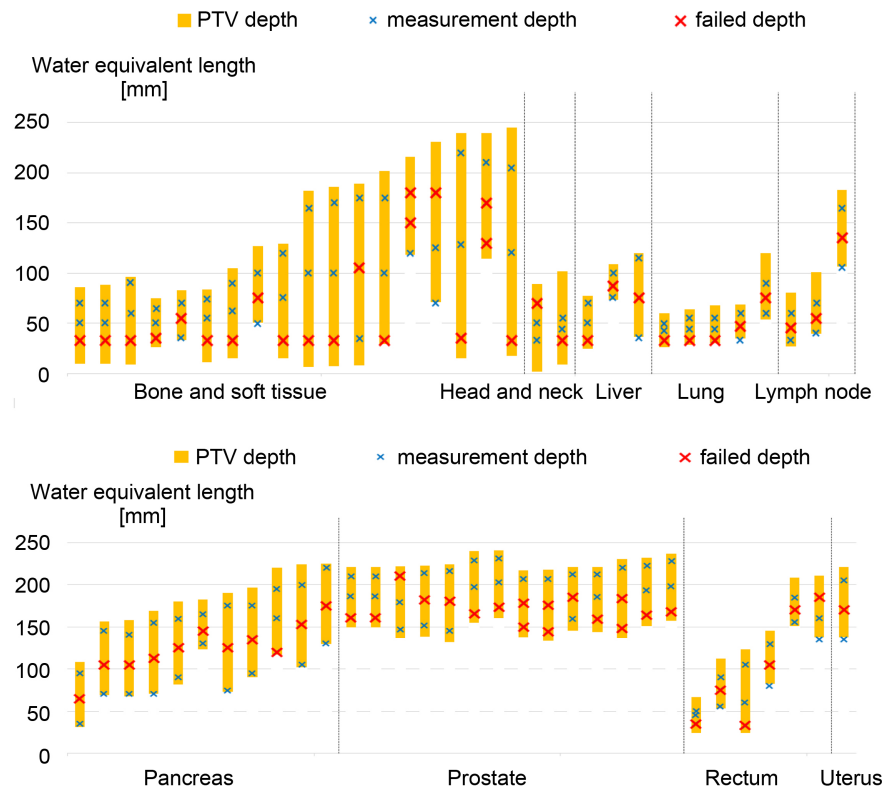 PTV depth measurement depth failed depth
Water equivalent length
[mm]
250
200
150
100
50
0
Bone and soft tissue Head and neck Liver Lung Lymph node
PTV depth measurement depth failed depth
Water equivalent length
[mm]
250
200
150
100
50
0
Pancreas Prostate Rectum Uterus